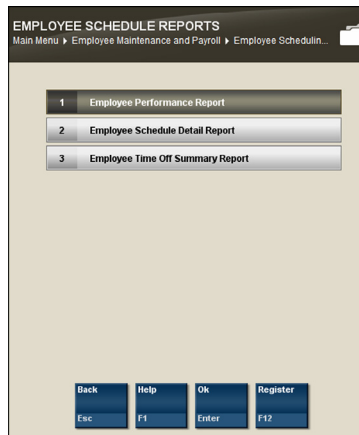 EMPLOYEE SCHEDULE REPORTS
Main Menu ▸ Employee Maintenance and Payroll ▸ Employee Schedulin...
1 Employee Performance Report
2 Employee Schedule Detail Report
3 Employee Time Off Summary Report
Back Help Ok Register
Esc F1 Enter F12